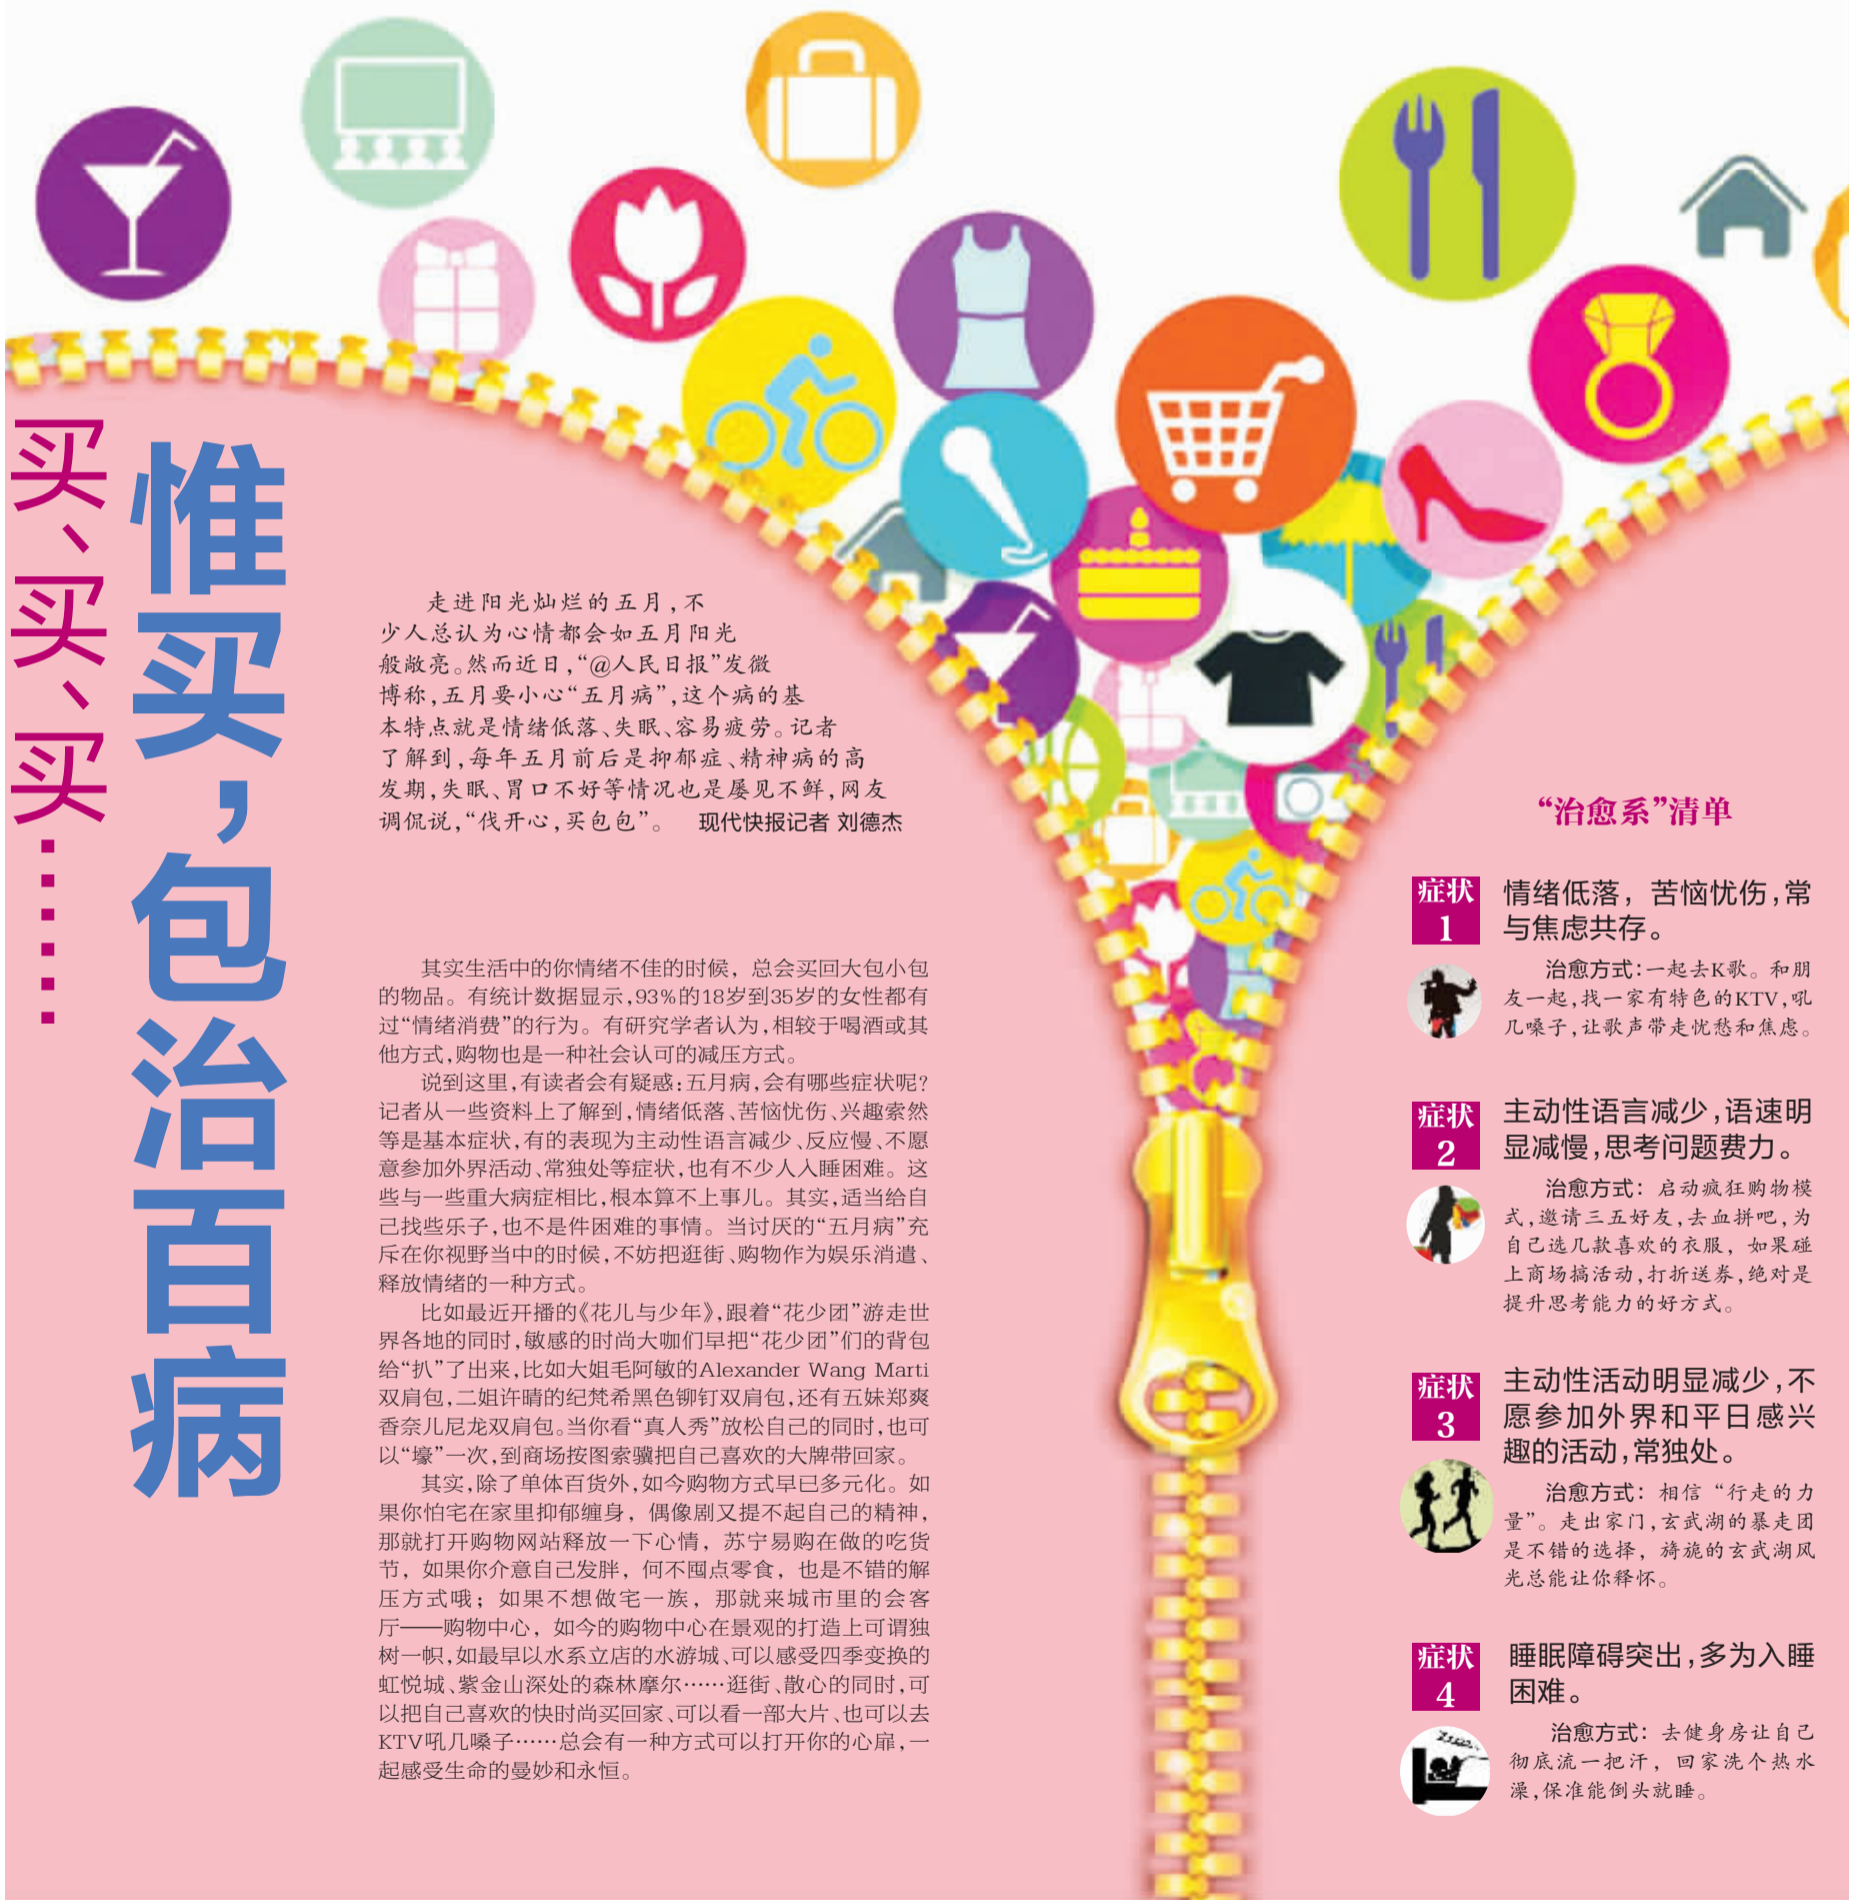 买、买、买……
惟买，包治百病
走进阳光灿烂的五月，不
少人总认为心情都会如五月阳光
般敞亮。然而近日，“@人民日报”发微
博称，五月要小心“五月病”，这个病的基
本特点就是情绪低落、失眠、容易疲劳。记者
了解到，每年五月前后是抑郁症、精神病的高
发期，失眠、胃口不好等情况也是屡见不鲜，网友
调侃说，“伐开心，买包包”。 现代快报记者 刘德杰
其实生活中的你情绪不佳的时候，总会买回大包小包
的物品。有统计数据显示，93%的18岁到35岁的女性都有
过“情绪消费”的行为。有研究学者认为，相较于喝酒或其
他方式，购物也是一种社会认可的减压方式。
说到这里，有读者会有疑惑：五月病，会有哪些症状呢？
记者从一些资料上了解到，情绪低落、苦恼忧伤、兴趣索然
等是基本症状，有的表现为主动性语言减少、反应慢、不愿
意参加外界活动、常独处等症状，也有不少人入睡困难。这
些与一些重大病症相比，根本算不上事儿。其实，适当给自
己找些乐子，也不是件困难的事情。当讨厌的“五月病”充
斥在你视野当中的时候，不妨把逛街、购物作为娱乐消遣、
释放情绪的一种方式。
比如最近开播的《花儿与少年》，跟着“花少团”游走世
界各地的同时，敏感的时尚大咖们早把“花少团”们的背包
给“扒”了出来，比如大姐毛阿敏的Alexander Wang Marti
双肩包，二姐许晴的纪梵希黑色铆钉双肩包，还有五妹郑爽
香奈儿尼龙双肩包。当你看“真人秀”放松自己的同时，也可
以“壕”一次，到商场按图索骥把自己喜欢的大牌带回家。
其实，除了单体百货外，如今购物方式早已多元化。如
果你怕宅在家里抑郁缠身，偶像剧又提不起自己的精神，
那就打开购物网站释放一下心情，苏宁易购在做的吃货
节，如果你介意自己发胖，何不囤点零食，也是不错的解
压方式哦；如果不想做宅一族，那就来城市里的会客
厅——购物中心，如今的购物中心在景观的打造上可谓独
树一帜，如最早以水系立店的水游城、可以感受四季变换的
虹悦城、紫金山深处的森林摩尔……逛街、散心的同时，可
以把自己喜欢的快时尚买回家、可以看一部大片、也可以去
KTV吼几嗓子……总会有一种方式可以打开你的心扉，一
起感受生命的曼妙和永恒。
“治愈系”清单
症状
1
情绪低落，苦恼忧伤，常
与焦虑共存。
治愈方式：一起去K歌。和朋
友一起，找一家有特色的KTV，吼
几嗓子，让歌声带走忧愁和焦虑。
症状
2
主动性语言减少，语速明
显减慢，思考问题费力。
治愈方式：启动疯狂购物模
式，邀请三五好友，去血拼吧，为
自己选几款喜欢的衣服，如果碰
上商场搞活动，打折送券，绝对是
提升思考能力的好方式。
症状
3
主动性活动明显减少，不
愿参加外界和平日感兴
趣的活动，常独处。
治愈方式：相信“行走的力
量”。走出家门，玄武湖的暴走团
是不错的选择，旖旎的玄武湖风
光总能让你释怀。
症状
4
睡眠障碍突出，多为入睡
困难。
治愈方式：去健身房让自己
彻底流一把汗，回家洗个热水
澡，保准能倒头就睡。